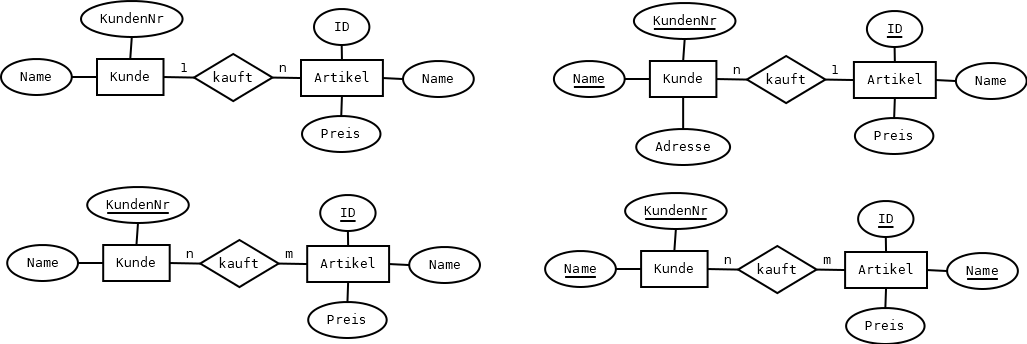 KundenNr
ID
Name
Kunde
1
kauft
n
Artikel
Name
Preis
KundenNr
ID
Name
Kunde
n
kauft
1
Artikel
Name
Adresse
Preis
KundenNr
ID
Name
Kunde
n
kauft
m
Artikel
Name
Preis
KundenNr
ID
Name
Kunde
n
kauft
m
Artikel
Name
Preis